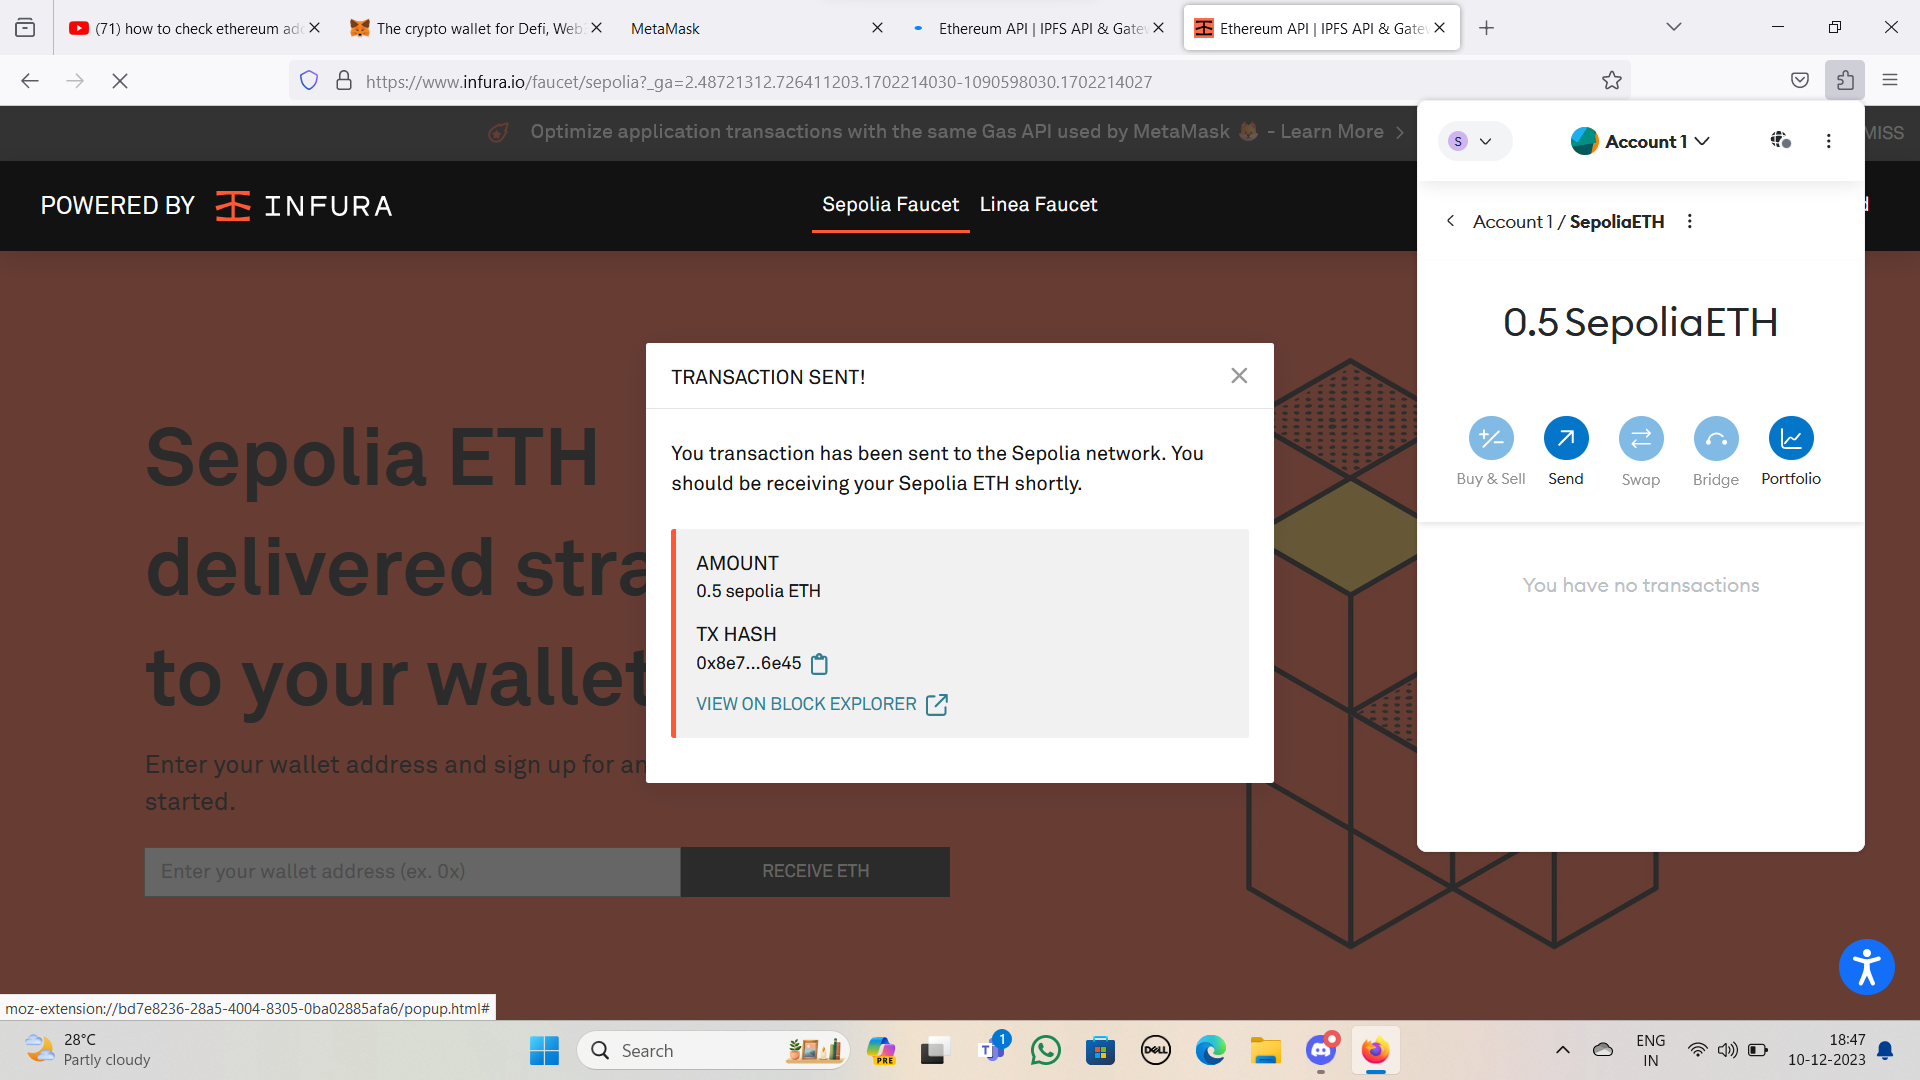 (71) how to check ethereum add
The crypto wallet for Defi, Web3
MetaMask
Ethereum API | IPFS API & Gatew
Ethereum API | IPFS API & Gatew
https://www.infura.io/faucet/sepolia?_ga=2.48721312.726411203.1702214030-1090598030.1702214027
Optimize application transactions with the same Gas API used by MetaMask 🦊 - Learn More
MISS
POWERED BY INFURA
Sepolia Faucet
Linea Faucet
S
Account 1
Account 1 / SepoliaETH
0.5 SepoliaETH
Buy & Sell
Send
Swap
Bridge
Portfolio
You have no transactions
TRANSACTION SENT!
You transaction has been sent to the Sepolia network. You
should be receiving your Sepolia ETH shortly.
AMOUNT
0.5 sepolia ETH
TX HASH
0x8e7...6e45
VIEW ON BLOCK EXPLORER
Sepolia ETH
delivered stra
to your wallet
Enter your wallet address and sign up for an
started.
Enter your wallet address (ex. 0x)
RECEIVE ETH
moz-extension://bd7e8236-28a5-4004-8305-0ba02885afa6/popup.html#
28°C
Partly cloudy
Search
PRE
T
1
DELL
ENG
IN
18:47
10-12-2023